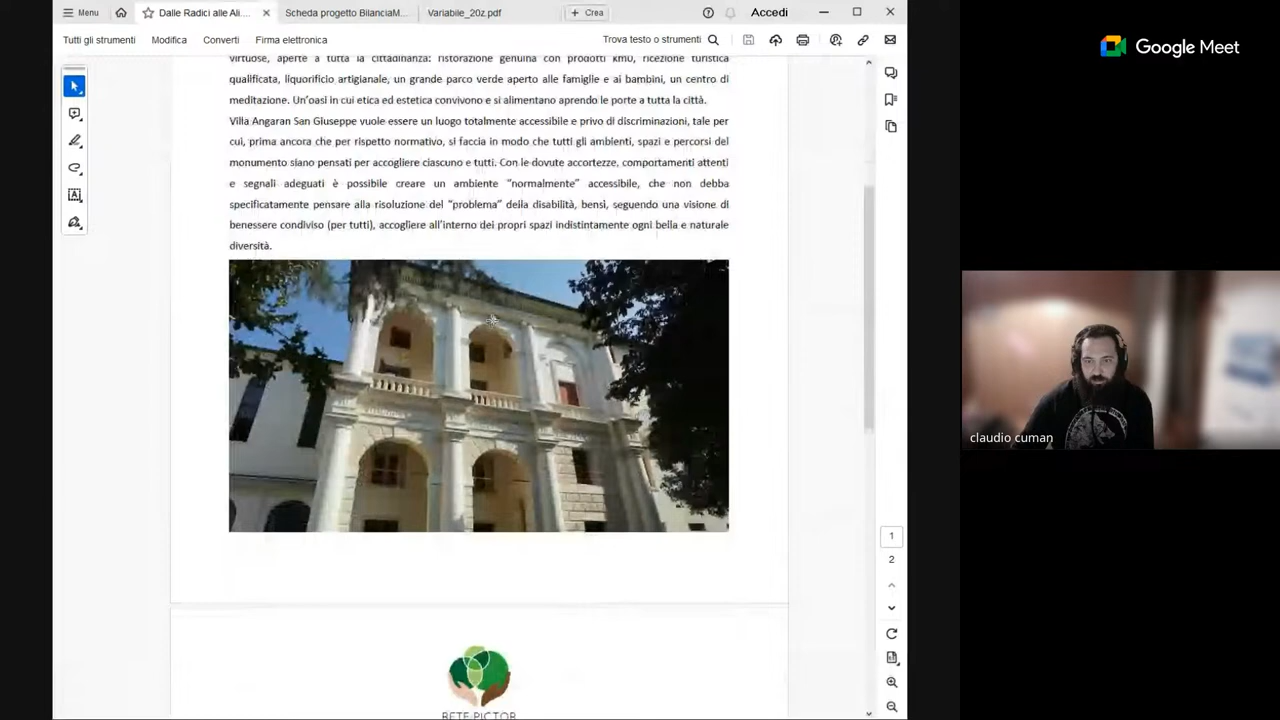 Menu
Dalle Radici alle Ali...
Scheda progetto BilanciaM...
Variabile_20z.pdf
Crea
Accedi
Tutti gli strumenti
Modifica
Converti
Firma elettronica
Trova testo o strumenti
Google Meet
virtuose, aperte a tutta la cittadinanza: ristorazione genuina con prodotti km0, ricezione turistica
qualificata, liquorificio artigianale, un grande parco verde aperto alle famiglie e ai bambini, un centro di
meditazione. Un'oasi in cui etica ed estetica convivono e si alimentano aprendo le porte a tutta la città.
Villa Angaran San Giuseppe vuole essere un luogo totalmente accessibile e privo di discriminazioni, tale per
cui, prima ancora che per rispetto normativo, si faccia in modo che tutti gli ambienti, spazi e percorsi del
monumento siano pensati per accogliere ciascuno e tutti. Con le dovute accortezze, comportamenti attenti
e segnali adeguati è possibile creare un ambiente "normalmente" accessibile, che non debba
specificatamente pensare alla risoluzione del "problema" della disabilità, bensì, seguendo una visione di
benessere condiviso (per tutti), accogliere all'interno dei propri spazi indistintamente ogni bella e naturale
diversità.
claudio cuman
1
2
RETE PICTOR